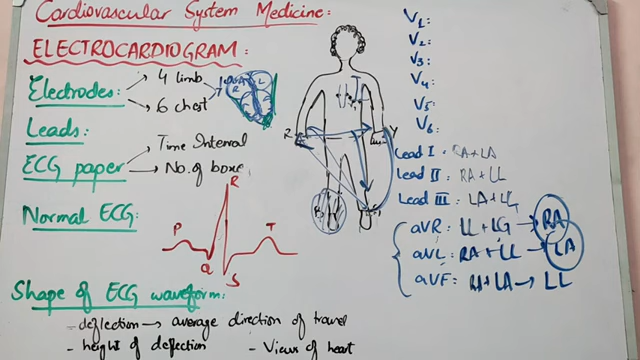 Cardiovascular System Medicine:
ELECTROCARDIOGRAM:
Electrodes:
4 limb
6 chest
R L
Leads
ECG paper
Time Interval
No. of boxes
Normal ECG:
P Q R S T
Shape of ECG waveform:
- deflection → average direction of travel
- height of deflection - Views of heart
R Y
V1:
V2:
V3:
V4:
V5:
V6:
Lead I : RA+LA
Lead II : RA+LL
Lead III : LA+LL
aVR: LL+LG → RA
aVL: RA+LL → LA
aVF: RA+LA → LL